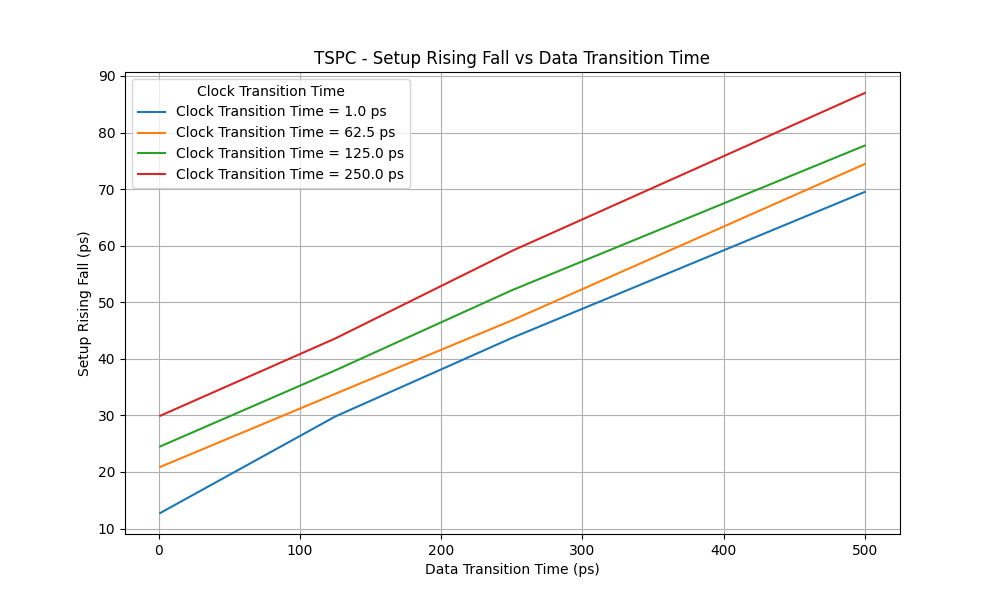 TSPC - Setup Rising Fall vs Data Transition Time
Clock Transition Time
Clock Transition Time = 1.0 ps
Clock Transition Time = 62.5 ps
Clock Transition Time = 125.0 ps
Clock Transition Time = 250.0 ps
90
80
70
60
50
40
30
20
10
Setup Rising Fall (ps)
0 100 200 300 400 500
Data Transition Time (ps)